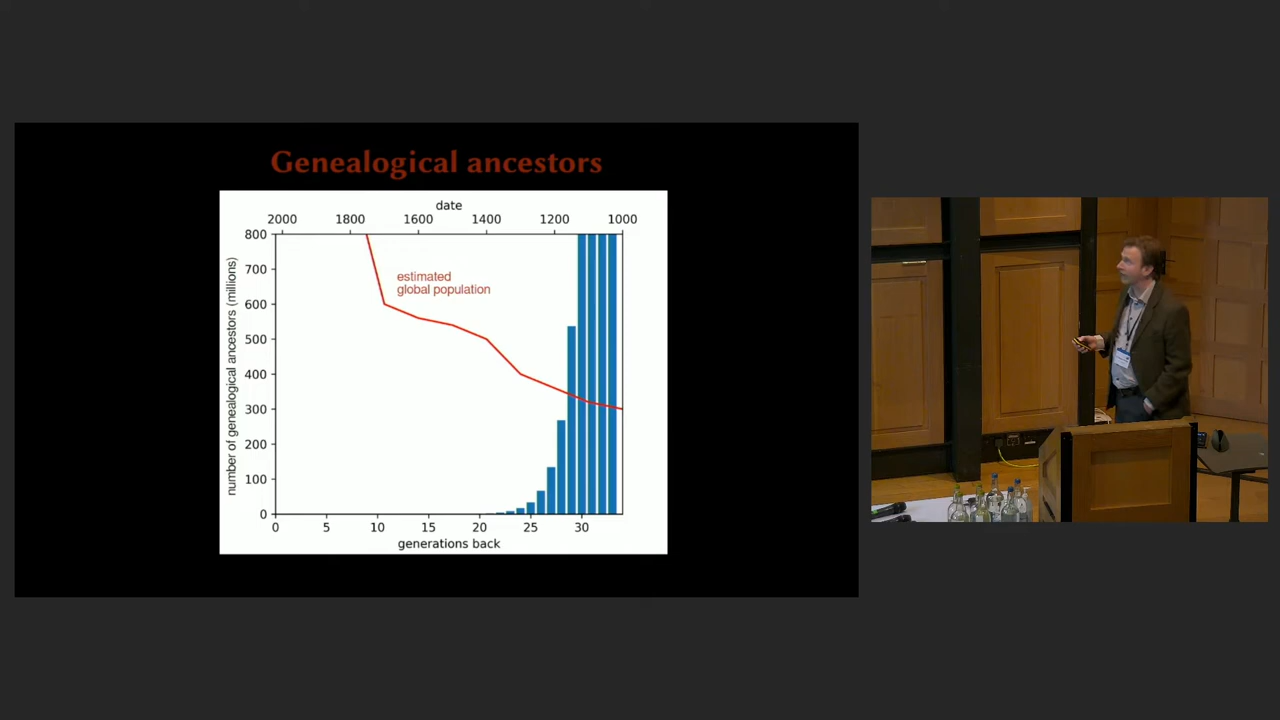 Genealogical ancestors
date
2000 1800 1600 1400 1200 1000
800
700
600
500
400
300
200
100
0
number of genealogical ancestors (millions)
estimated
global population
0 5 10 15 20 25 30
generations back